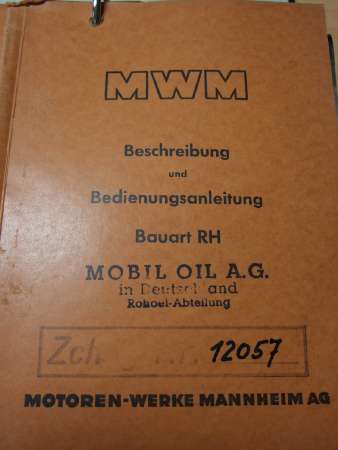 MWM
Beschreibung
und
Bedienungsanleitung
Bauart RH
MOBIL OIL A.G.
in Deutschland
Rohoel-Abteilung
12057
MOTOREN-WERKE MANNHEIM AG